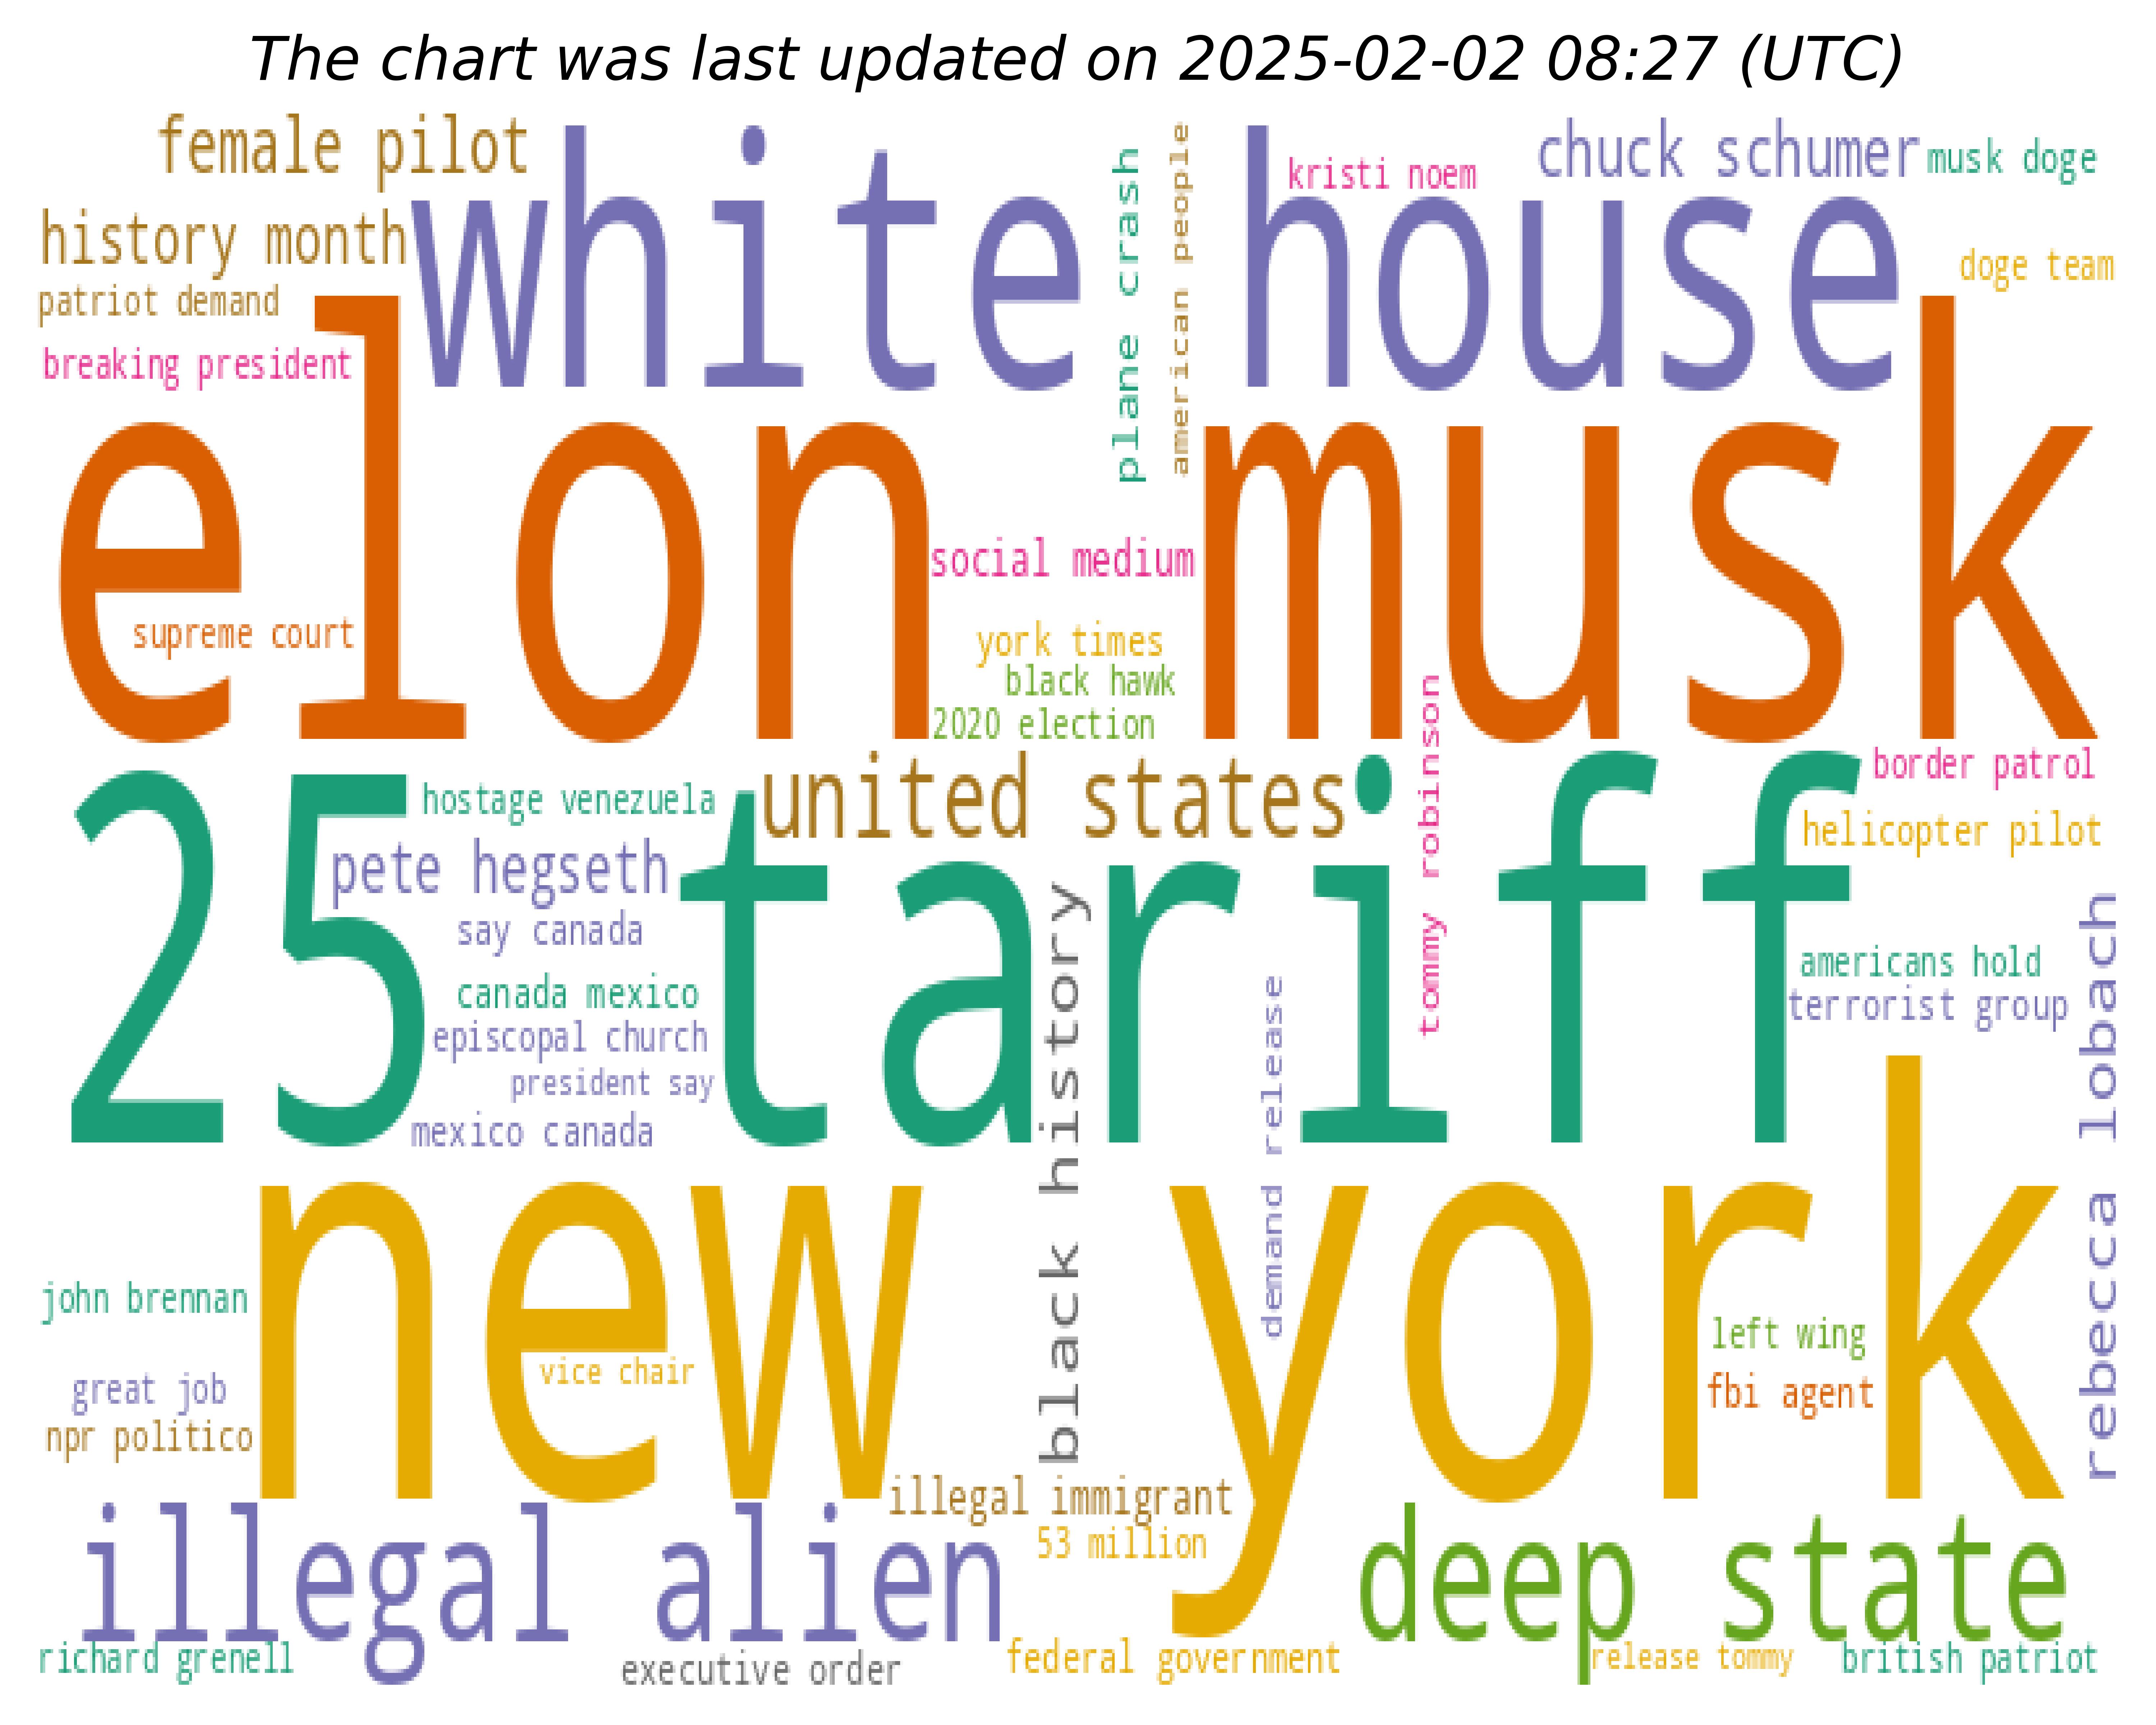 The chart was last updated on 2025-02-02 08:27 (UTC)
female pilot
white house
plane crash
american people
kristi noem
chuck schumer
musk doge
history month
doge team
patriot demand
breaking president
elon musk
social medium
supreme court
york times
black hawk
2020 election
tommy robinson
united states
border patrol
hostage venezuela
25 tariff
helicopter pilot
pete hegseth
say canada
black history
rebecca lobach
americans hold
canada mexico
demand release
terrorist group
episcopal church
president say
mexico canada
new york
john brennan
left wing
vice chair
great job
fbi agent
npr politico
illegal immigrant
illegal alien
53 million
deep state
richard grenell
executive order
federal government
release tommy
british patriot